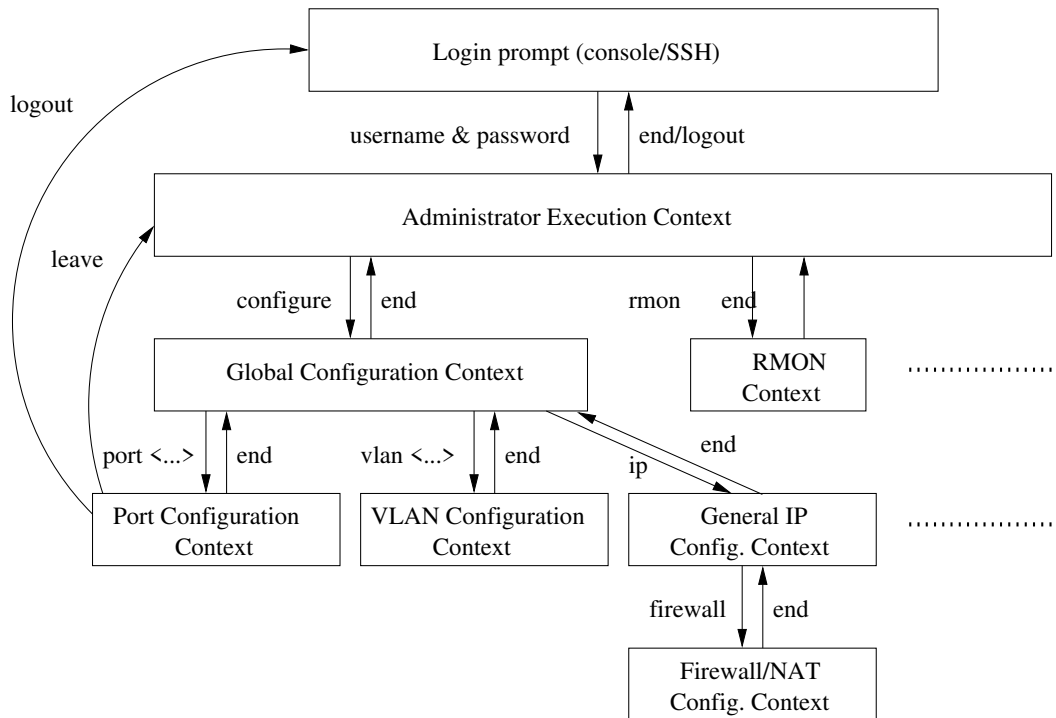 Login prompt (console/SSH)
logout
username & password
end/logout
Administrator Execution Context
leave
configure
end
rmon
end
Global Configuration Context
RMON
Context
port <...>
end
vlan <...>
end
ip
end
Port Configuration
Context
VLAN Configuration
Context
General IP
Config. Context
firewall
end
Firewall/NAT
Config. Context